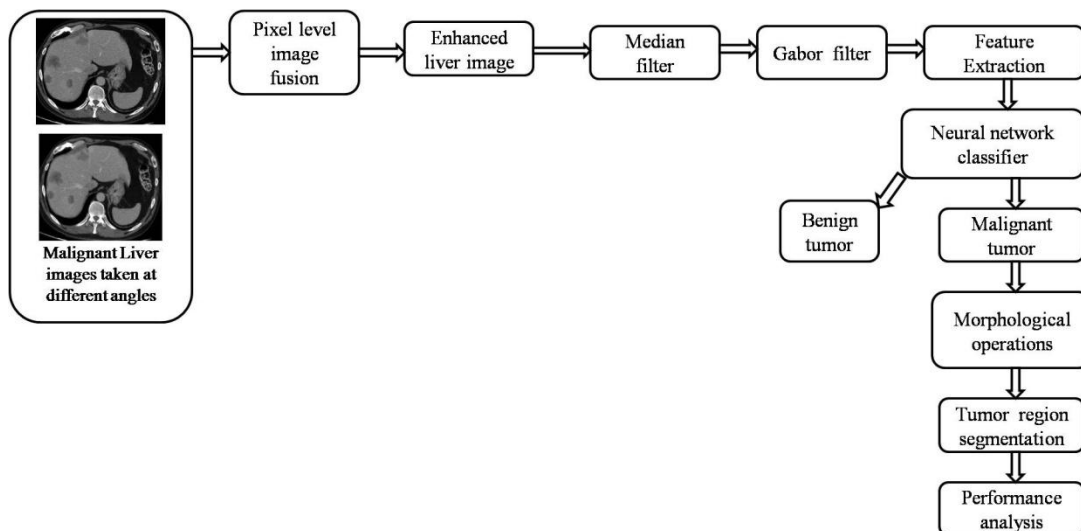 Malignant Liver
images taken at
different angles
Pixel level
image
fusion
Enhanced
liver image
Median
filter
Gabor filter
Feature
Extraction
Neural network
classifier
Benign
tumor
Malignant
tumor
Morphological
operations
Tumor region
segmentation
Performance
analysis